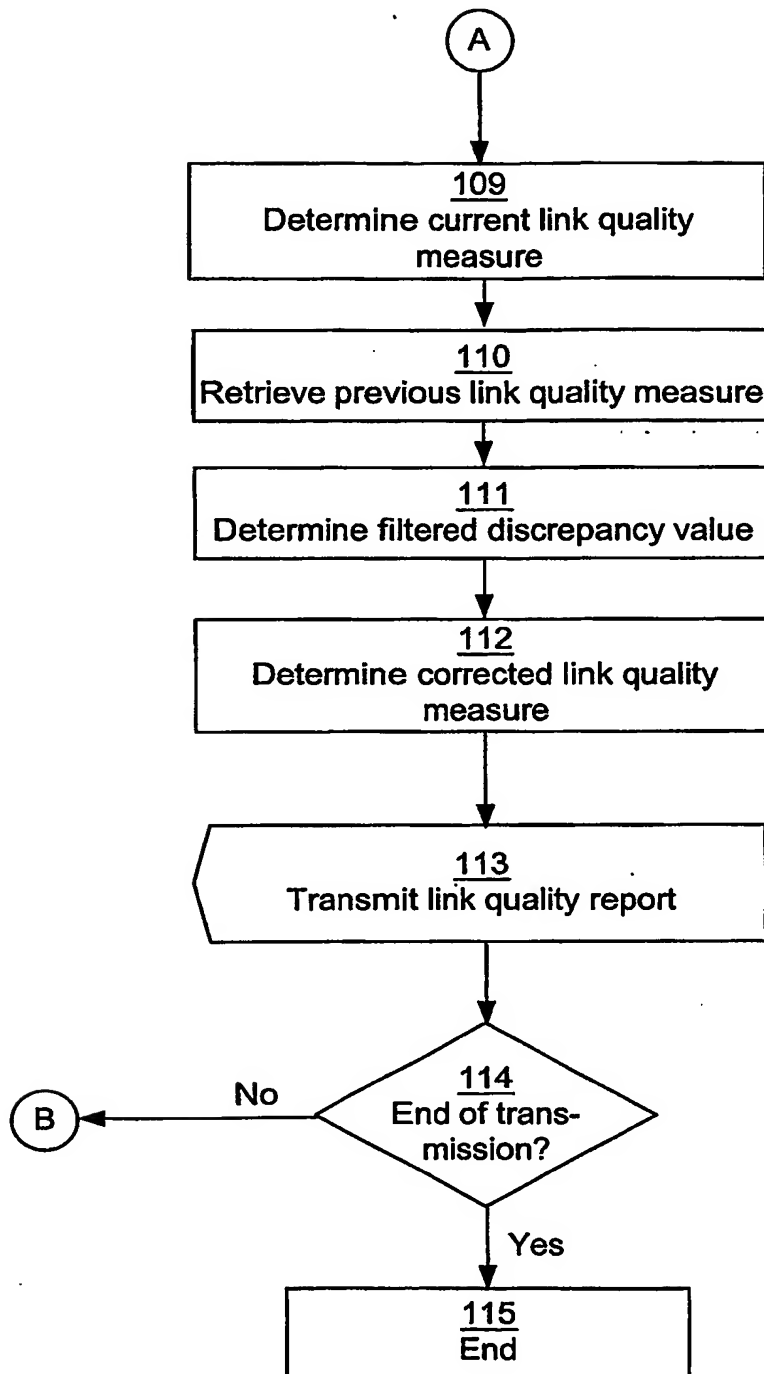 A
109
Determine current link quality
measure
110
Retrieve previous link quality measure
111
Determine filtered discrepancy value
112
Determine corrected link quality
measure
113
Transmit link quality report
114
End of trans-
mission?
No
B
Yes
115
End